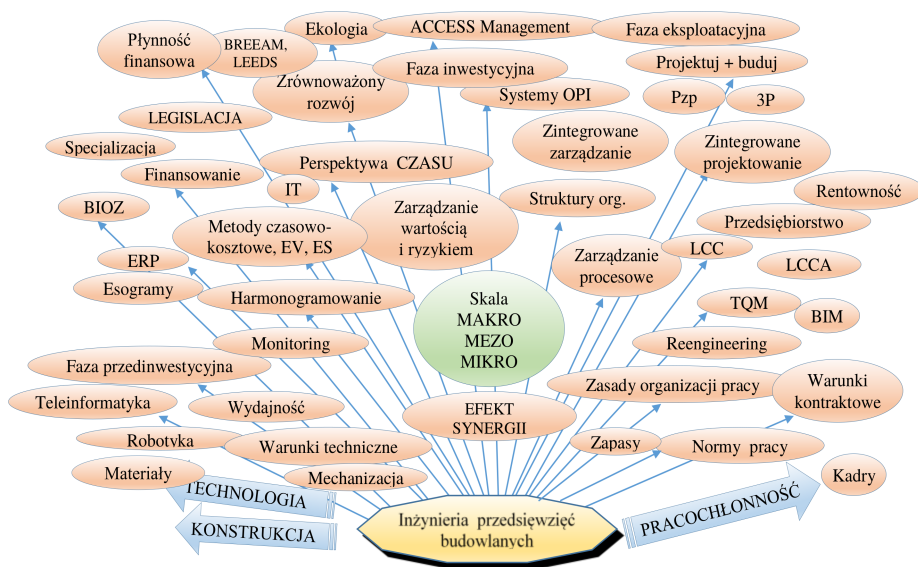 Płynność
finansowa
BREEAM,
LEEDS
Ekologia
ACCESS Management
Faza eksploatacyjna
Zrównoważony
rozwój
Faza inwestycyjna
Projektuj + buduj
Systemy OPI
Pzp
3P
LEGISLACJA
Zintegrowane
zarządzanie
Zintegrowane
projektowanie
Specjalizacja
Finansowanie
Perspektywa CZASU
IT
Rentowność
BIOZ
Zarządzanie
wartością
i ryzykiem
Struktury org.
Przedsiębiorstwo
Metody czasowo-
kosztowe, EV, ES
Zarządzanie
procesowe
LCC
ERP
LCCA
Esogramy
Harmonogramowanie
Skala
MAKRO
MEZO
MIKRO
TQM
BIM
Monitoring
Reengineering
Faza przedinwestycyjna
Zasady organizacji pracy
Warunki
kontraktowe
Teleinformatyka
Wydajność
EFEKT
SYNERGII
Robotyka
Warunki techniczne
Zapasy
Normy pracy
Materiały
Mechanizacja
Kadry
TECHNOLOGIA
KONSTRUKCJA
Inżynieria przedsięwzięć
budowlanych
PRACOCHŁONNOŚĆ